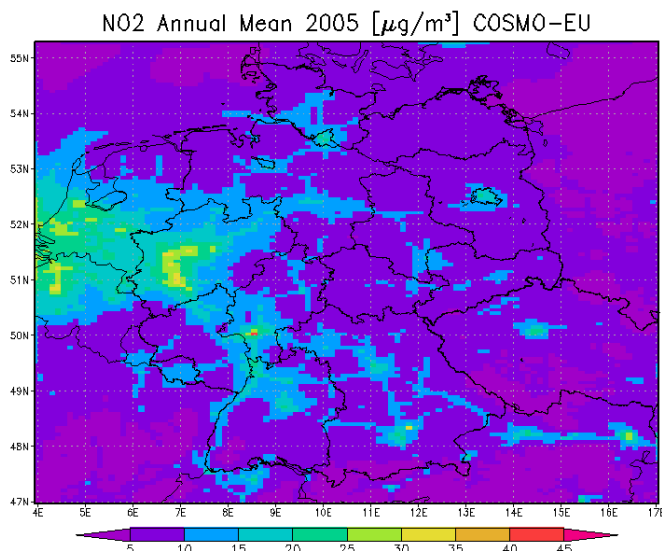 NO2 Annual Mean 2005 [μg/m³] COSMO-EU
55N
54N
53N
52N
51N
50N
49N
48N
47N
4E 5E 6E 7E 8E 9E 10E 11E 12E 13E 14E 15E 16E 17E
5 10 15 20 25 30 35 40 45